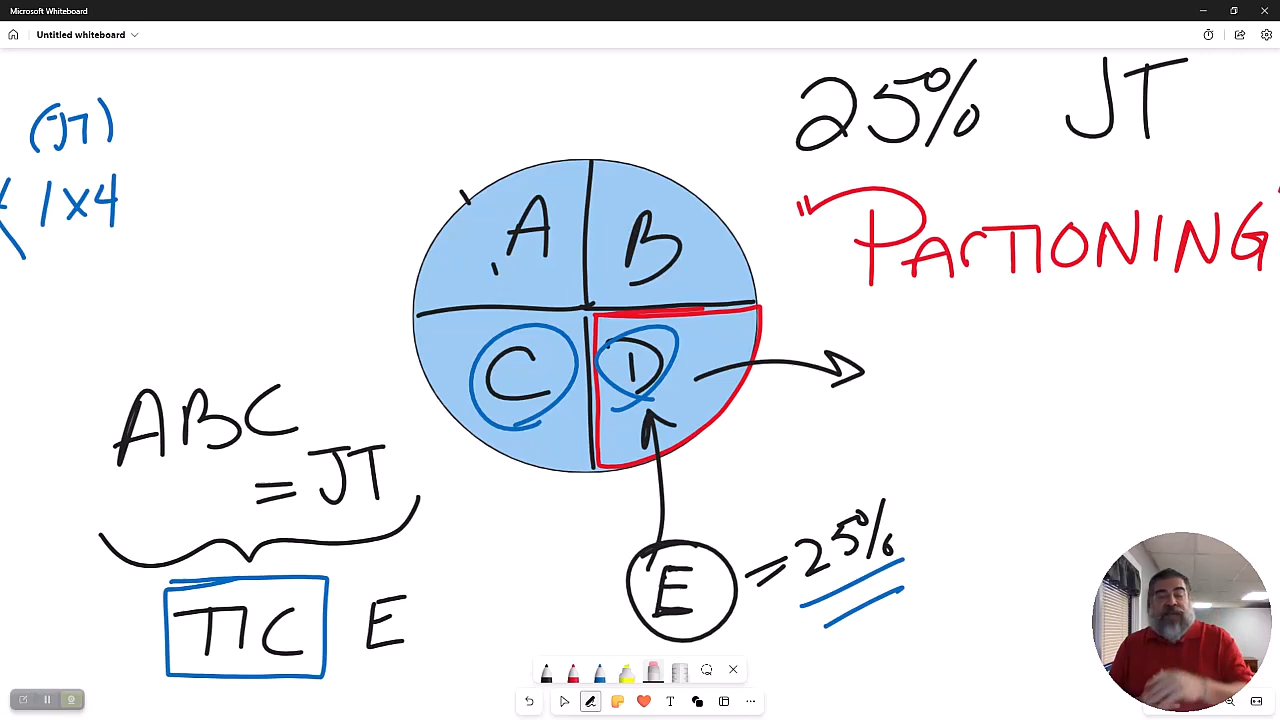 Microsoft Whiteboard
Untitled whiteboard
(JT)
1X4
25% JT
"PARTIONING
A
B
C
D
ABC
= JT
TIC E
E = 25%
T